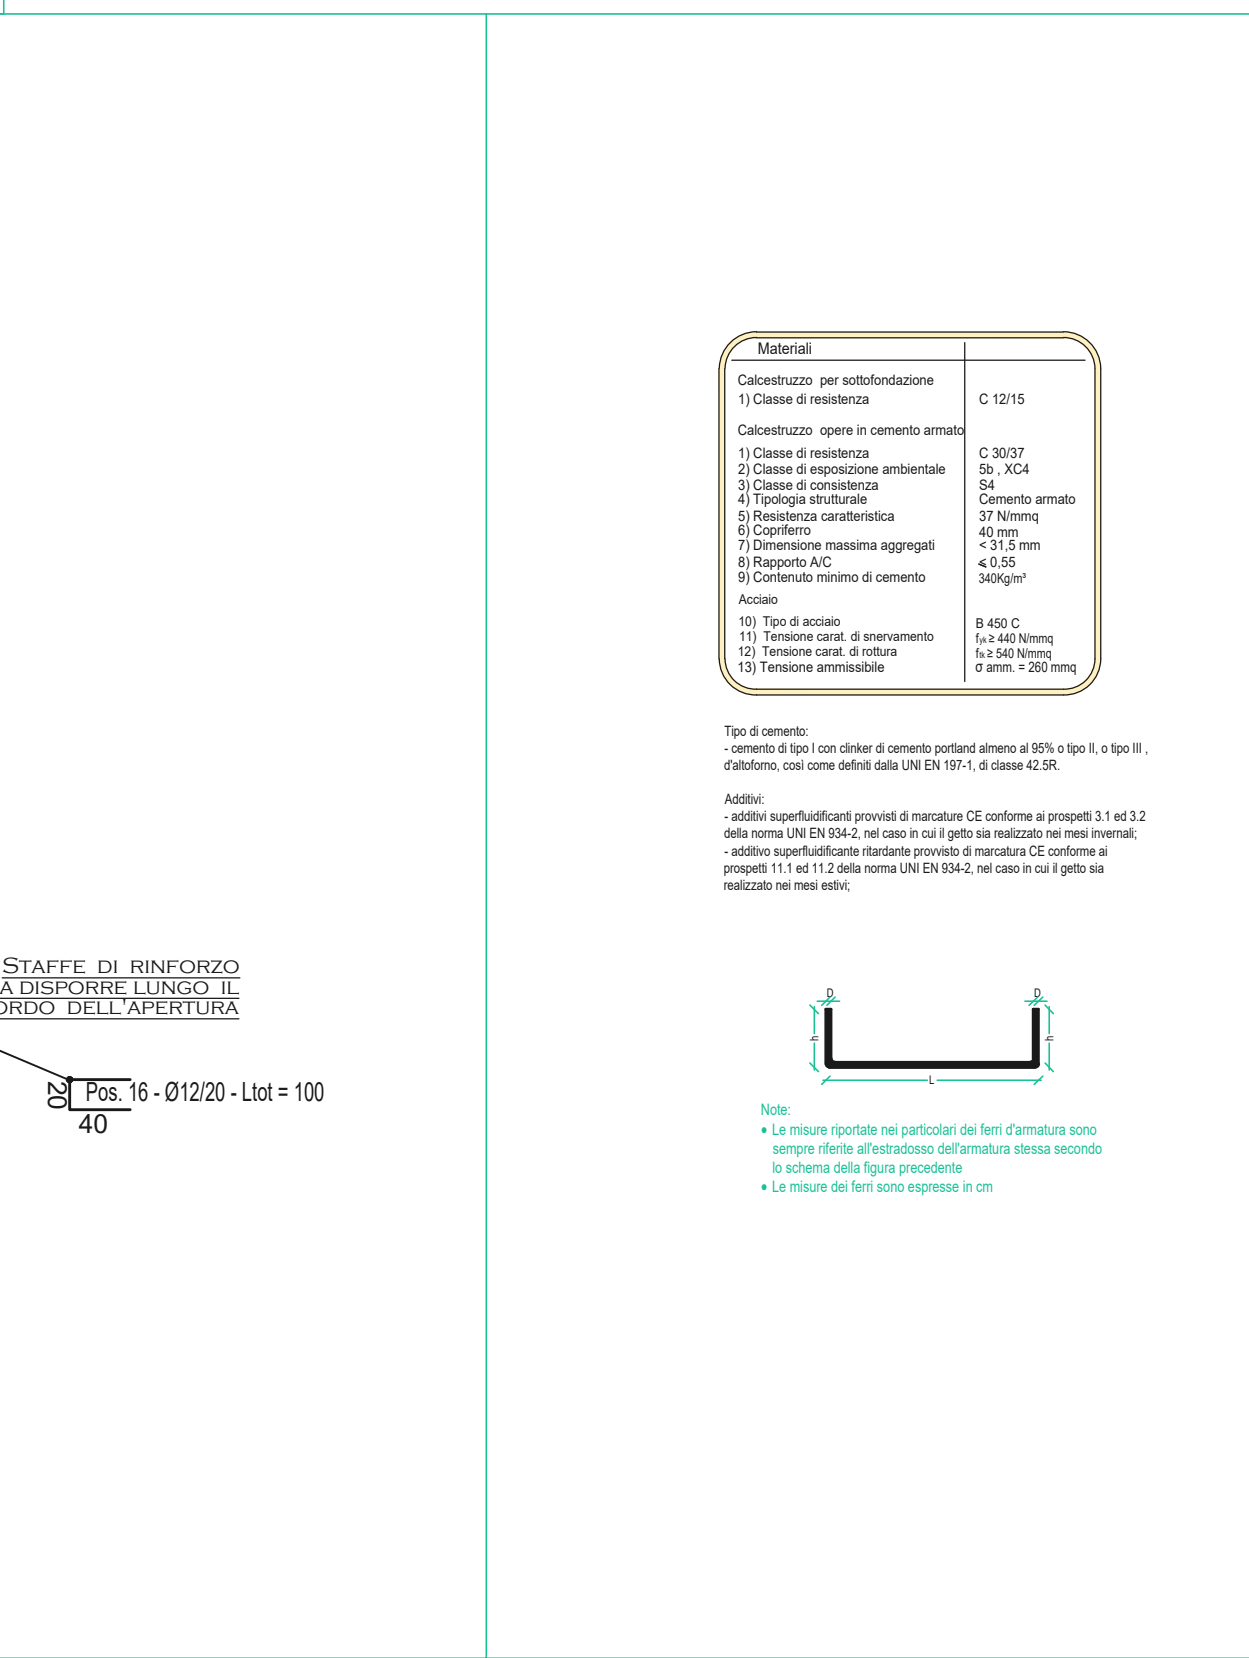 STAFFE DI RINFORZO
A DISPORRE LUNGO IL
ORDO DELL'APERTURA
20
Pos. 16 - Ø12/20 - Ltot = 100
40
Materiali
Calcestruzzo per sottofondazione
1) Classe di resistenza C 12/15
Calcestruzzo opere in cemento armato
1) Classe di resistenza C 30/37
2) Classe di esposizione ambientale 5b , XC4
3) Classe di consistenza S4
4) Tipologia strutturale Cemento armato
5) Resistenza caratteristica 37 N/mmq
6) Copriferro 40 mm
7) Dimensione massima aggregati < 31,5 mm
8) Rapporto A/C ⩽ 0,55
9) Contenuto minimo di cemento 340Kg/m³
Acciaio
10) Tipo di acciaio B 450 C
11) Tensione carat. di snervamento fyk ≥ 440 N/mmq
12) Tensione carat. di rottura ftk ≥ 540 N/mmq
13) Tensione ammissibile σ amm. = 260 mmq
Tipo di cemento:
- cemento di tipo I con clinker di cemento portland almeno al 95% o tipo II, o tipo III ,
d'altoforno, così come definiti dalla UNI EN 197-1, di classe 42.5R.
Additivi:
- additivi superfluidificanti provvisti di marcature CE conforme ai prospetti 3.1 ed 3.2
della norma UNI EN 934-2, nel caso in cui il getto sia realizzato nei mesi invernali;
- additivo superfluidificante ritardante provvisto di marcatura CE conforme ai
prospetti 11.1 ed 11.2 della norma UNI EN 934-2, nel caso in cui il getto sia
realizzato nei mesi estivi;
D D
h h
L
Note:
• Le misure riportate nei particolari dei ferri d'armatura sono
sempre riferite all'estradosso dell'armatura stessa secondo
lo schema della figura precedente
• Le misure dei ferri sono espresse in cm